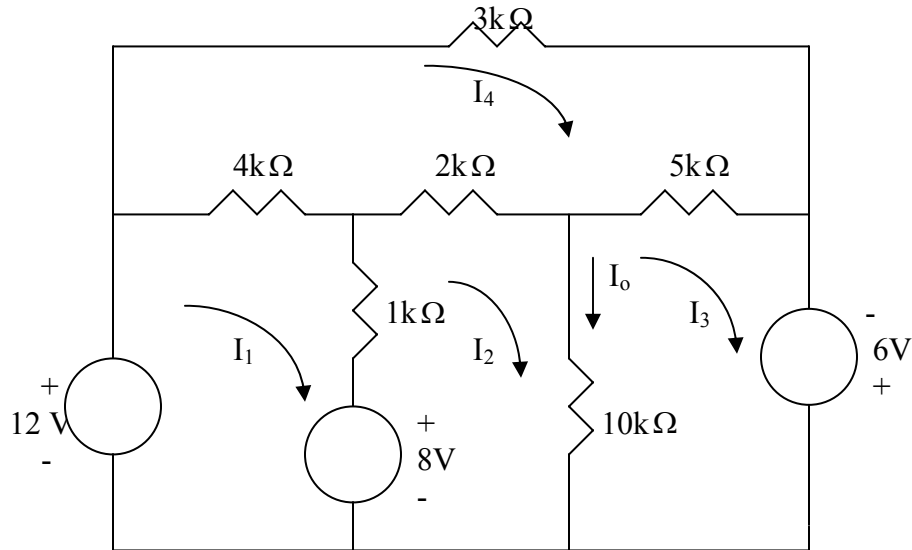 3kΩ
I₄
4kΩ
2kΩ
5kΩ
Iₒ
1kΩ
I₁
I₂
I₃
-
6V
+
+
12 V
-
+
8V
-
10kΩ